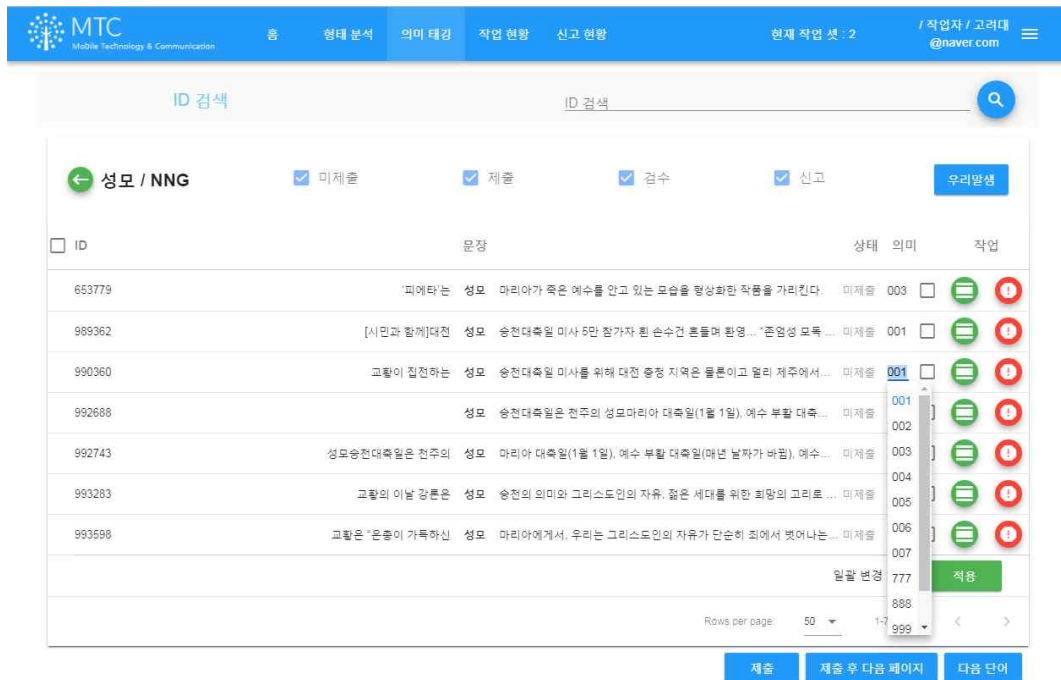 MTC
Mobile Technology & Communication
홈 형태 분석 의미 태깅 작업 현황 신고 현황 현재 작업 셋 : 2 / 작업자 / 고려대
@naver.com
ID 검색 ID 검색
성모 / NNG 미제출 제출 검수 신고 우리말샘
ID 문장 상태 의미 작업
653779 '피에타'는 성모 마리아가 죽은 예수를 안고 있는 모습을 형상화한 작품을 가리킨다. 미제출 003
989362 [시민과 함께]대전 성모 승천대축일 미사 5만 참가자 흰 손수건 흔들며 환영... "존엄성 모독 ... 미제출 001
990360 교황이 집전하는 성모 승천대축일 미사를 위해 대전 충청 지역은 물론이고 멀리 제주에서... 미제출 001
992688 성모 승천대축일은 천주의 성모마리아 대축일(1월 1일), 예수 부활 대축... 미제출
992743 성모승천대축일은 천주의 성모 마리아 대축일(1월 1일), 예수 부활 대축일(매년 날짜가 바뀜), 예수... 미제출
993283 교황의 이날 강론은 성모 승천의 의미와 그리스도인의 자유, 젊은 세대를 위한 희망의 고리로 ... 미제출
993598 교황은 "은총이 가득하신 성모 마리아에게서, 우리는 그리스도인의 자유가 단순히 죄에서 벗어나는... 미제출
001
002
003
004
005
006
007
777
888
999
일괄 변경 적용
Rows per page: 50 1-7
제출 제출 후 다음 페이지 다음 단어